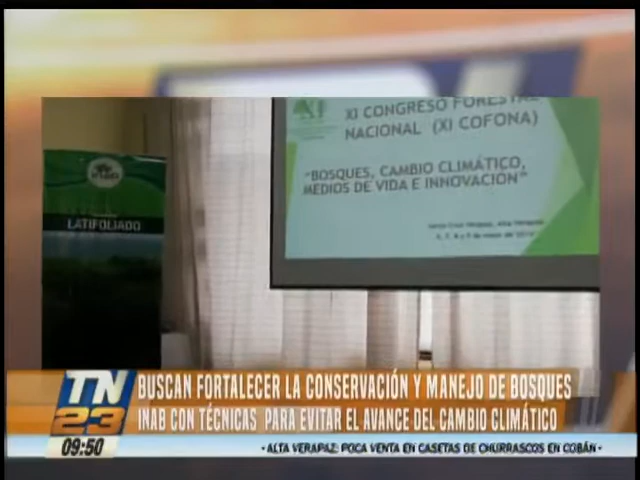 XI
XI CONGRESO FORESTAL
NACIONAL (XI COFONA)
"BOSQUES, CAMBIO CLIMÁTICO,
MEDIOS DE VIDA E INNOVACION"
LATIFOLIADO
TN
23
BUSCAN FORTALECER LA CONSERVACIÓN Y MANEJO DE BOSQUES
INAB CON TÉCNICAS PARA EVITAR EL AVANCE DEL CAMBIO CLIMÁTICO
09:50
•ALTA VERAPAZ: POCA VENTA EN CASETAS DE CHURRASCOS EN COBÁN•